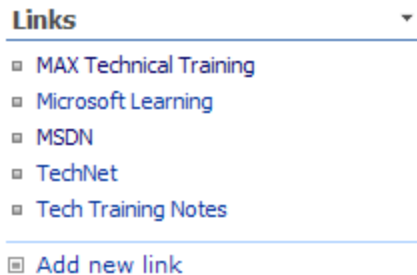 Links
MAX Technical Training
Microsoft Learning
MSDN
TechNet
Tech Training Notes
Add new link